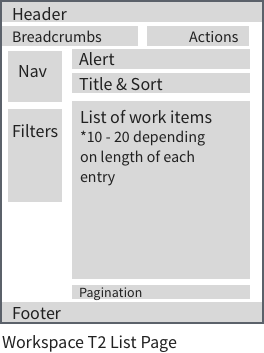 Header
Breadcrumbs
Actions
Nav
Alert
Title & Sort
Filters
List of work items
*10 - 20 depending
on length of each
entry
Pagination
Footer
Workspace T2 List Page